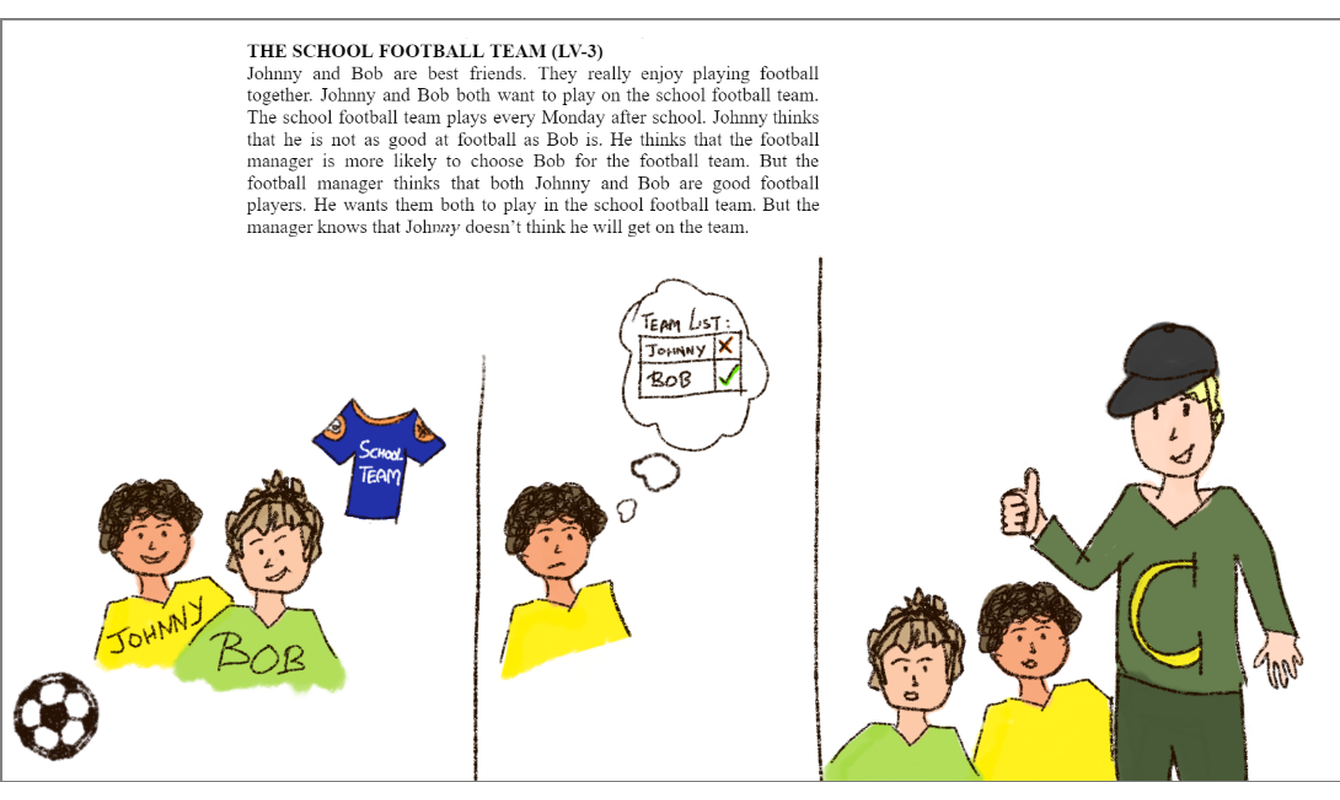 THE SCHOOL FOOTBALL TEAM (LV-3)
Johnny and Bob are best friends. They really enjoy playing football
together. Johnny and Bob both want to play on the school football team.
The school football team plays every Monday after school. Johnny thinks
that he is not as good at football as Bob is. He thinks that the football
manager is more likely to choose Bob for the football team. But the
football manager thinks that both Johnny and Bob are good football
players. He wants them both to play in the school football team. But the
manager knows that Johnny doesn’t think he will get on the team.
TEAM LIST:
JOHNNY X
BOB ✓
SCHOOL
TEAM
JOHNNY
BOB
C